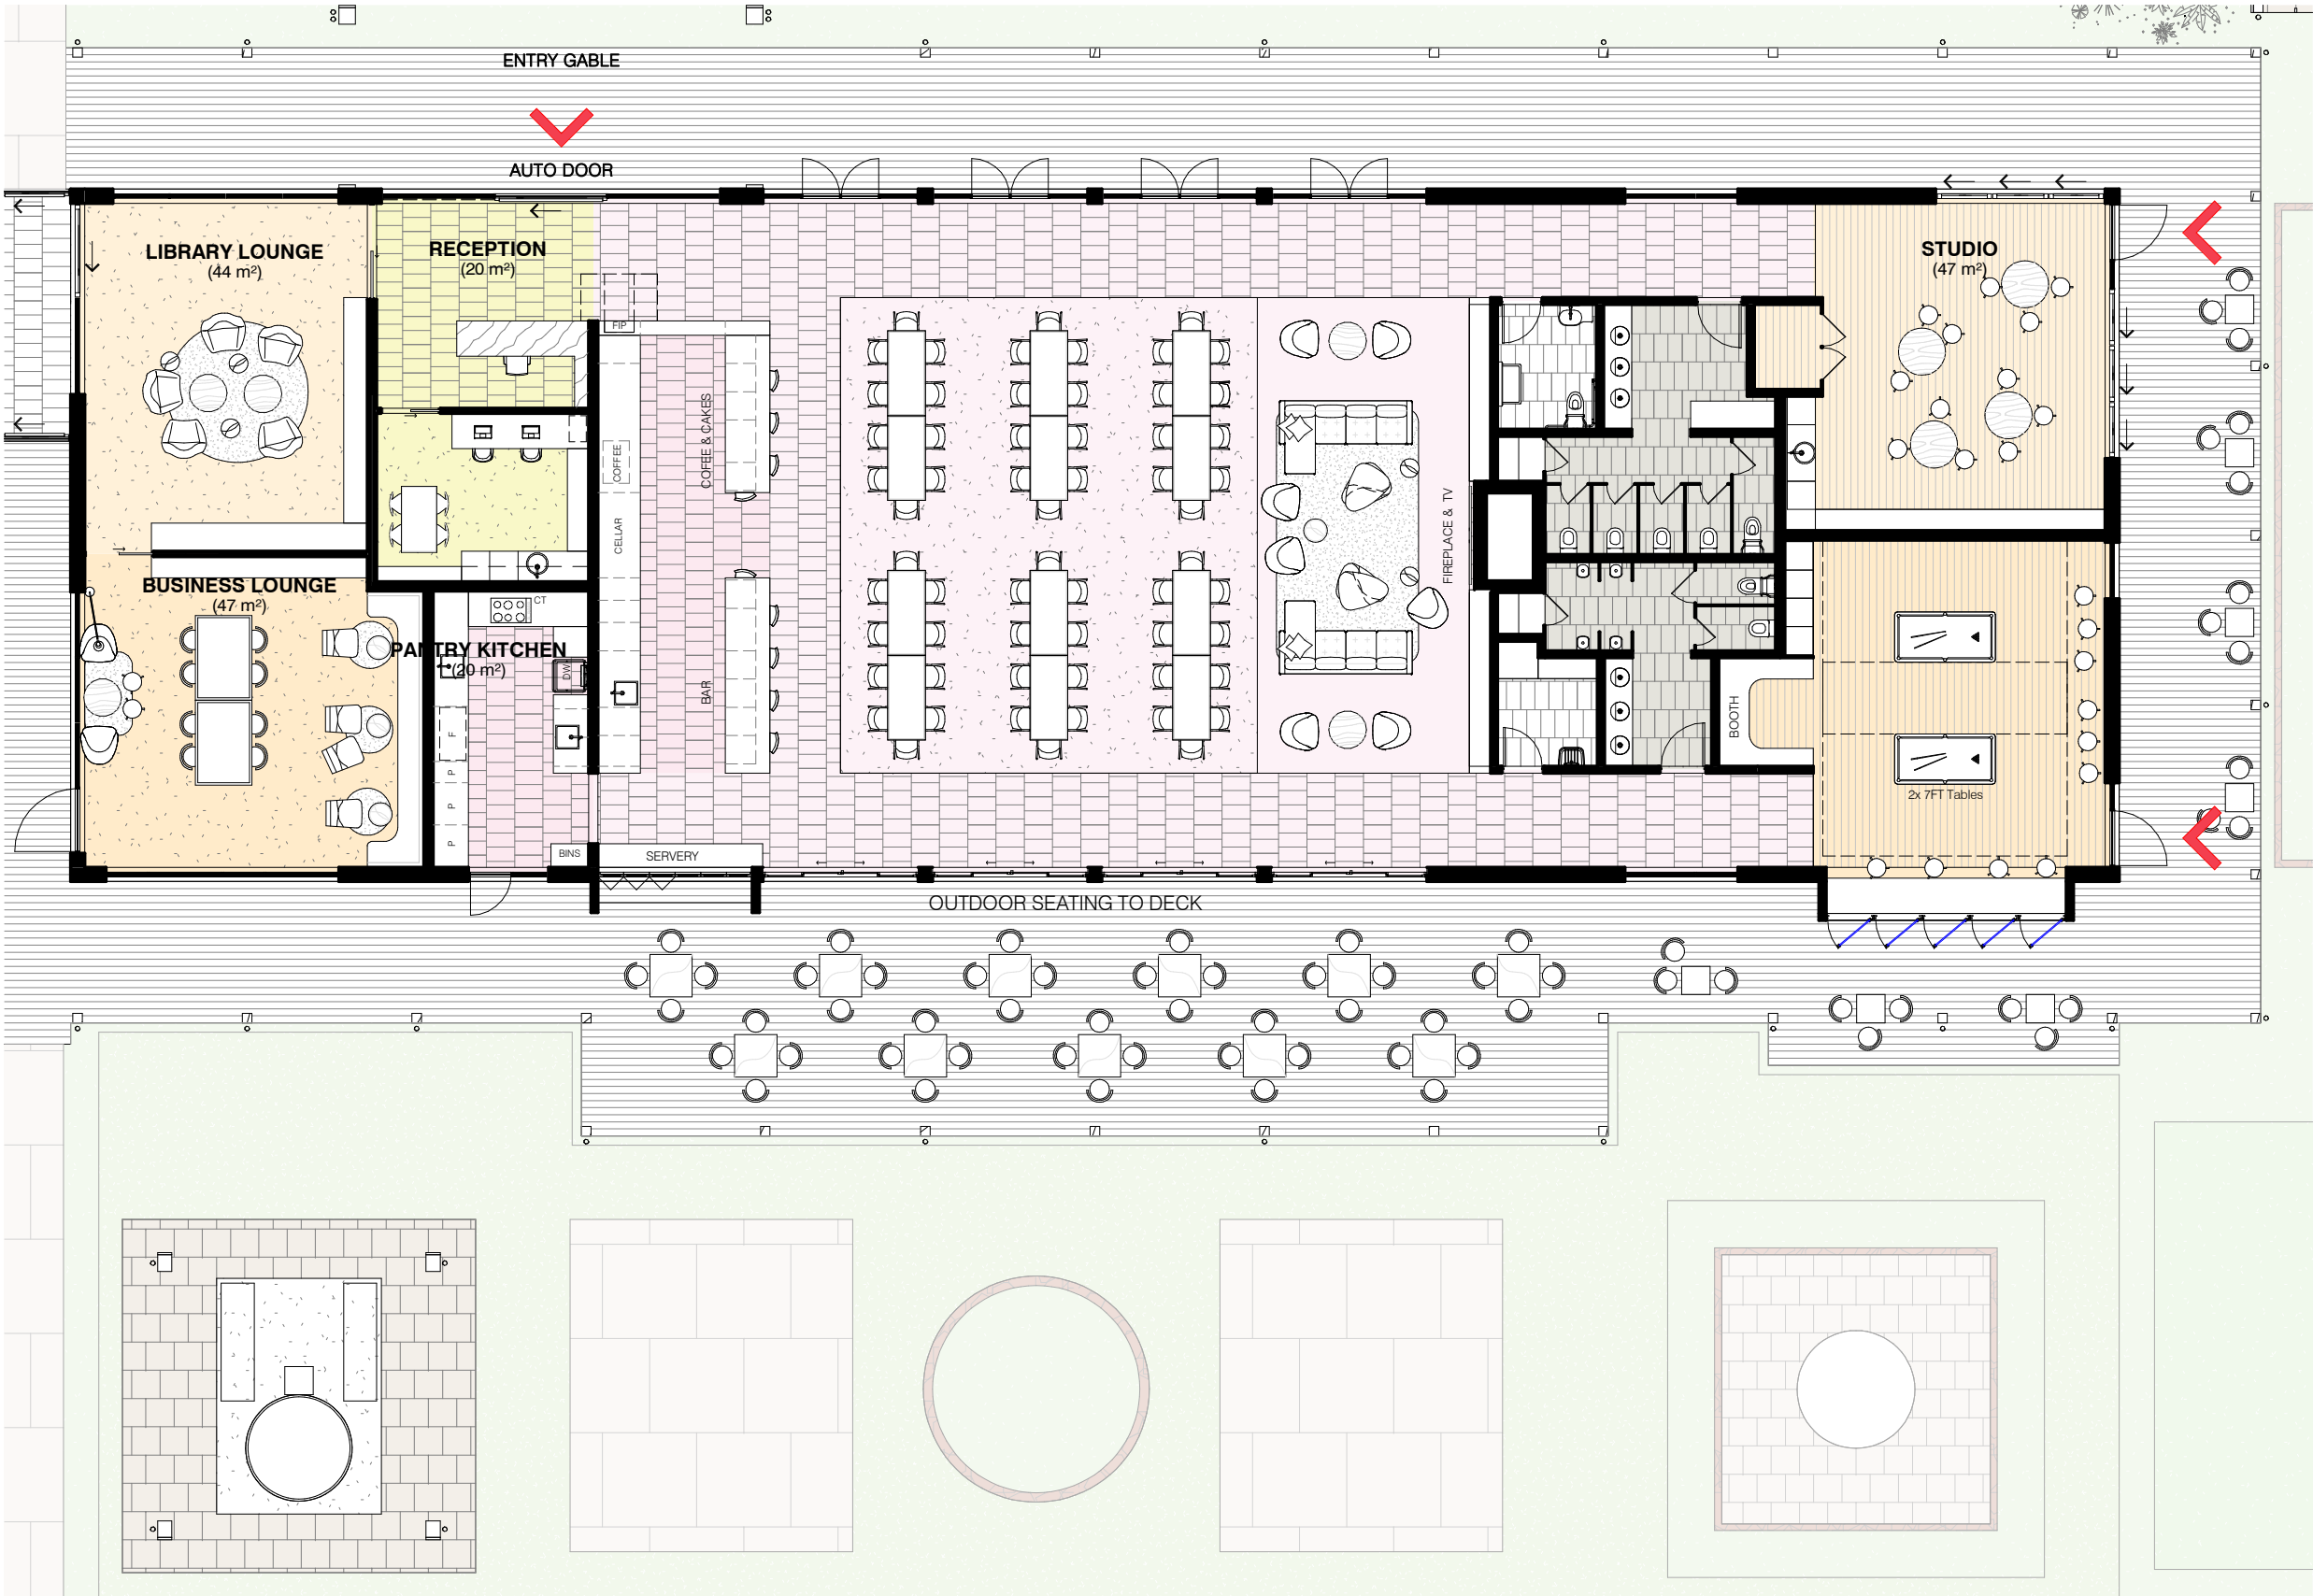 ENTRY GABLE
AUTO DOOR
LIBRARY LOUNGE
(44 m²)
RECEPTION
(20 m²)
STUDIO
(47 m²)
FIP
COFEE & CAKES
COFFEE
CELLAR
FIREPLACE & TV
BUSINESS LOUNGE
(47 m²)
CT
PANTRY KITCHEN
(20 m²)
DW
BAR
BOOTH
F
P
P
P
2x 7FT Tables
BINS
SERVERY
OUTDOOR SEATING TO DECK